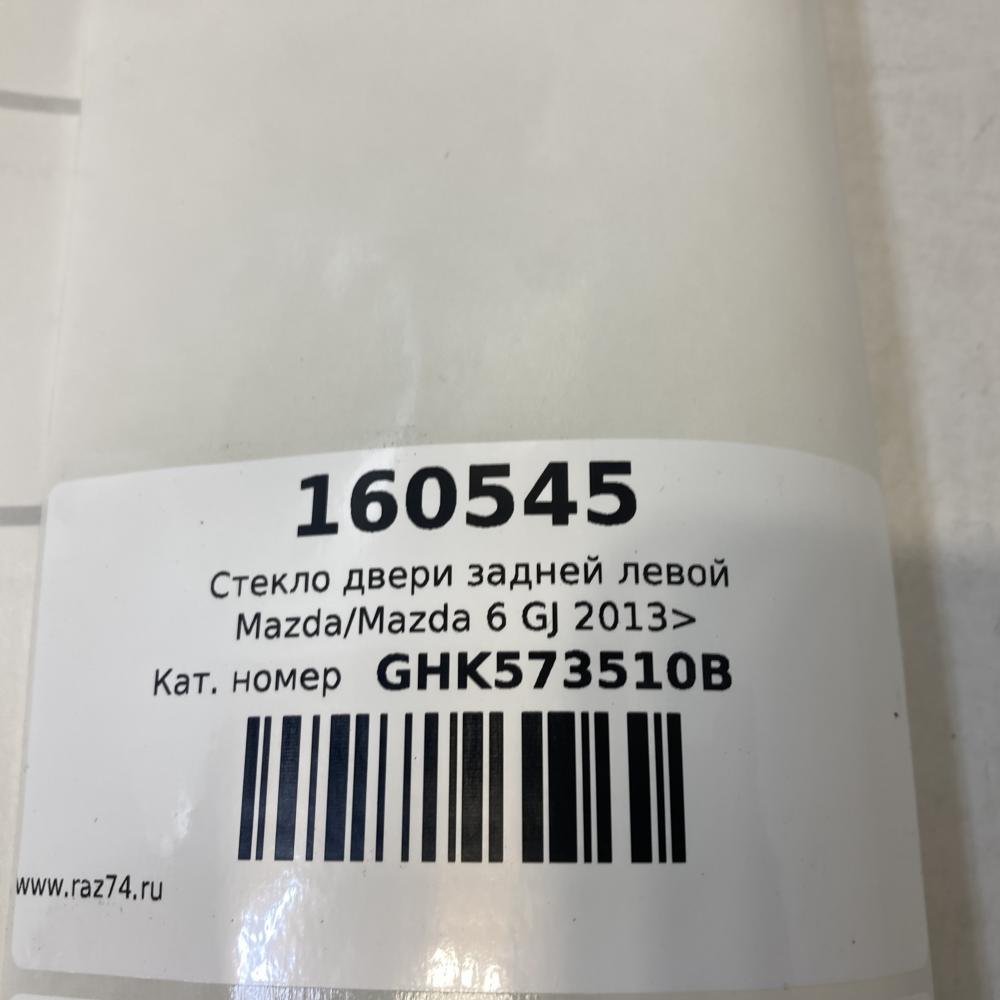 160545
Стекло двери задней левой
Mazda/Mazda 6 GJ 2013>
Кат. номер GHK573510B
www.raz74.ru